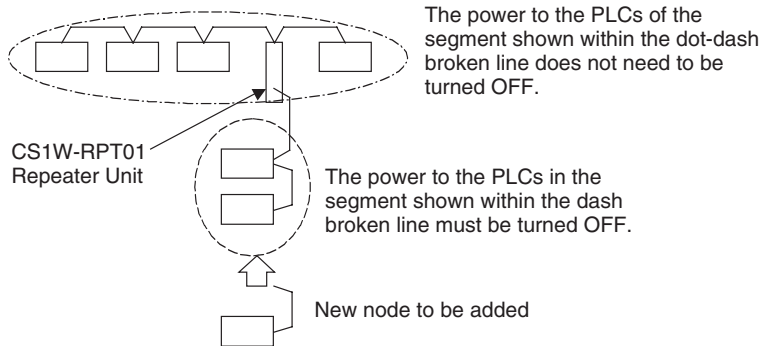 The power to the PLCs of the
segment shown within the dot-dash
broken line does not need to be
turned OFF.
CS1W-RPT01
Repeater Unit
The power to the PLCs in the
segment shown within the dash
broken line must be turned OFF.
New node to be added